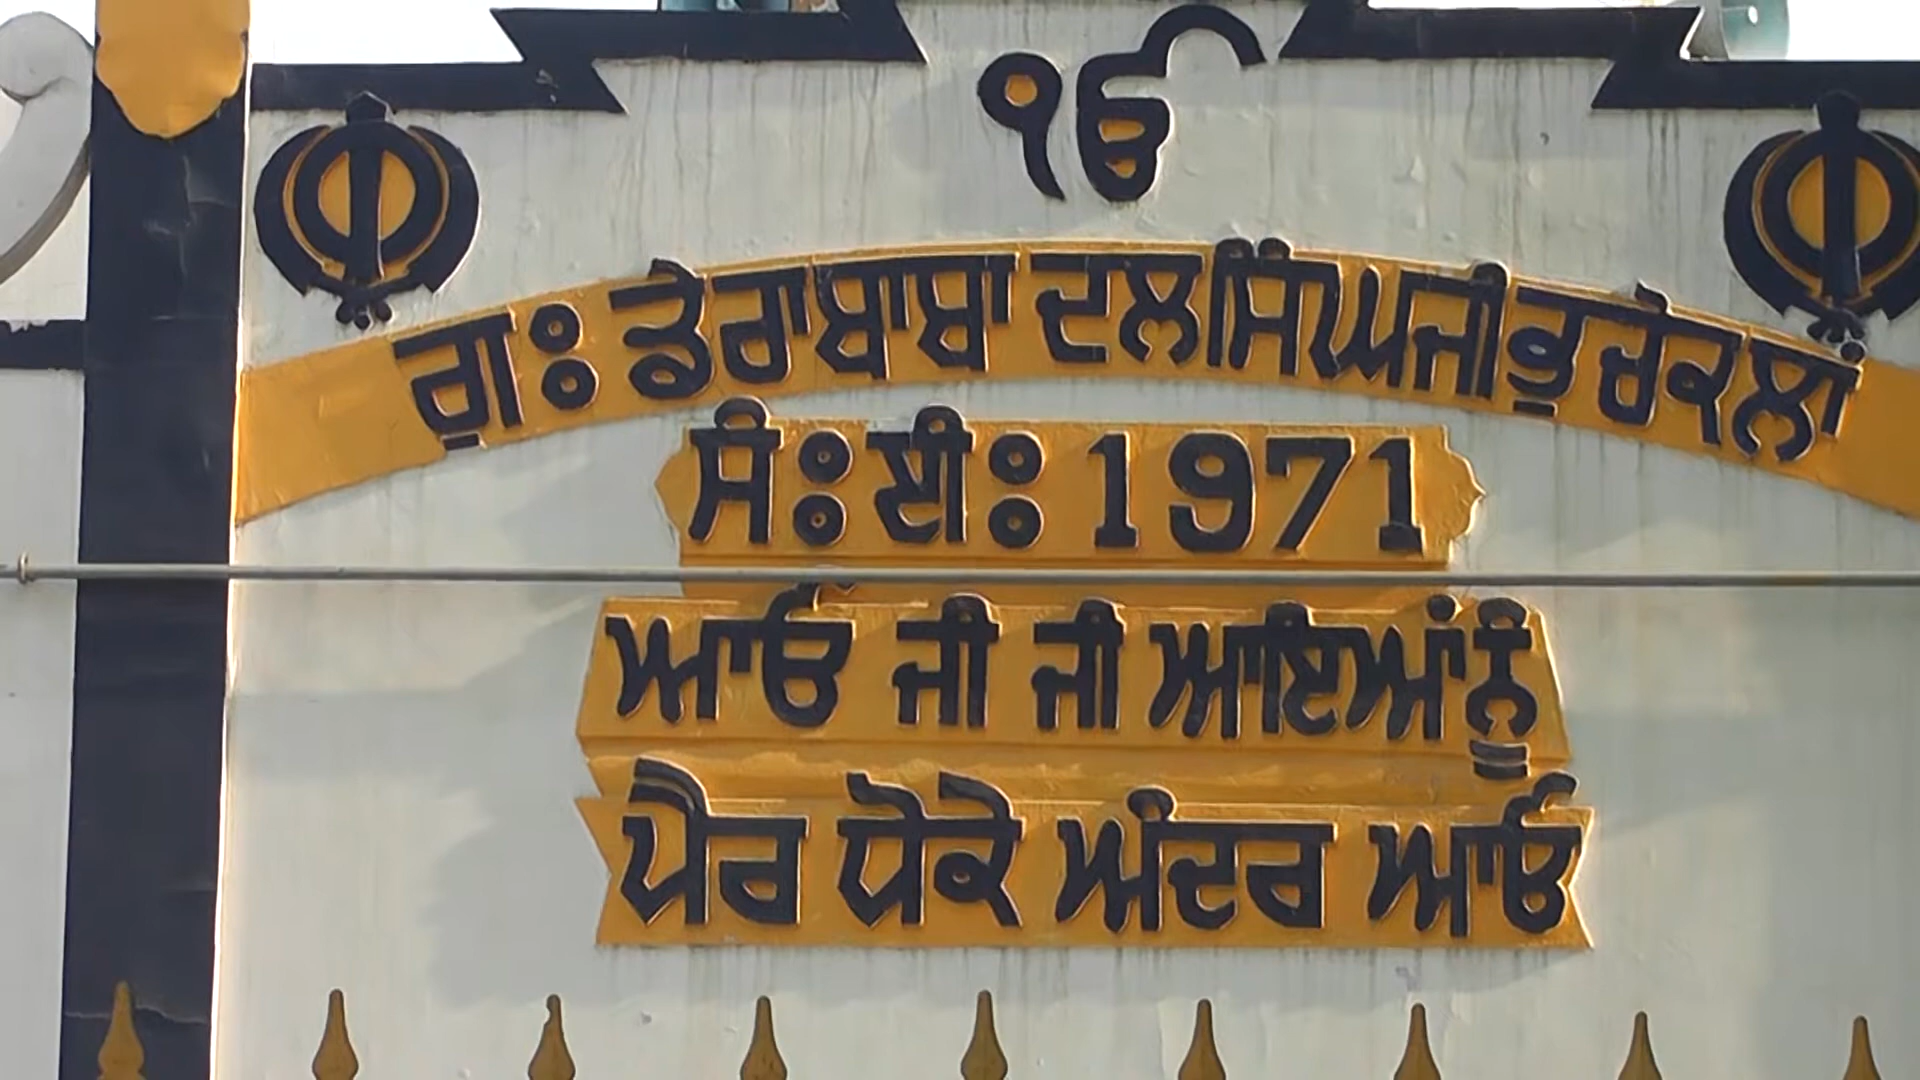 ੴ
ਗੁਃ ਡੇਰਾ ਬਾਬਾ ਦਲ ਸਿੰਘ ਜੀ ਭੁਚੋ ਕਲਾਂ
ਸੰਃ ਈਃ 1971
ਆਓ ਜੀ ਜੀ ਆਇਆਂ ਨੂੰ
ਪੈਰ ਧੋਕੇ ਅੰਦਰ ਆਓ